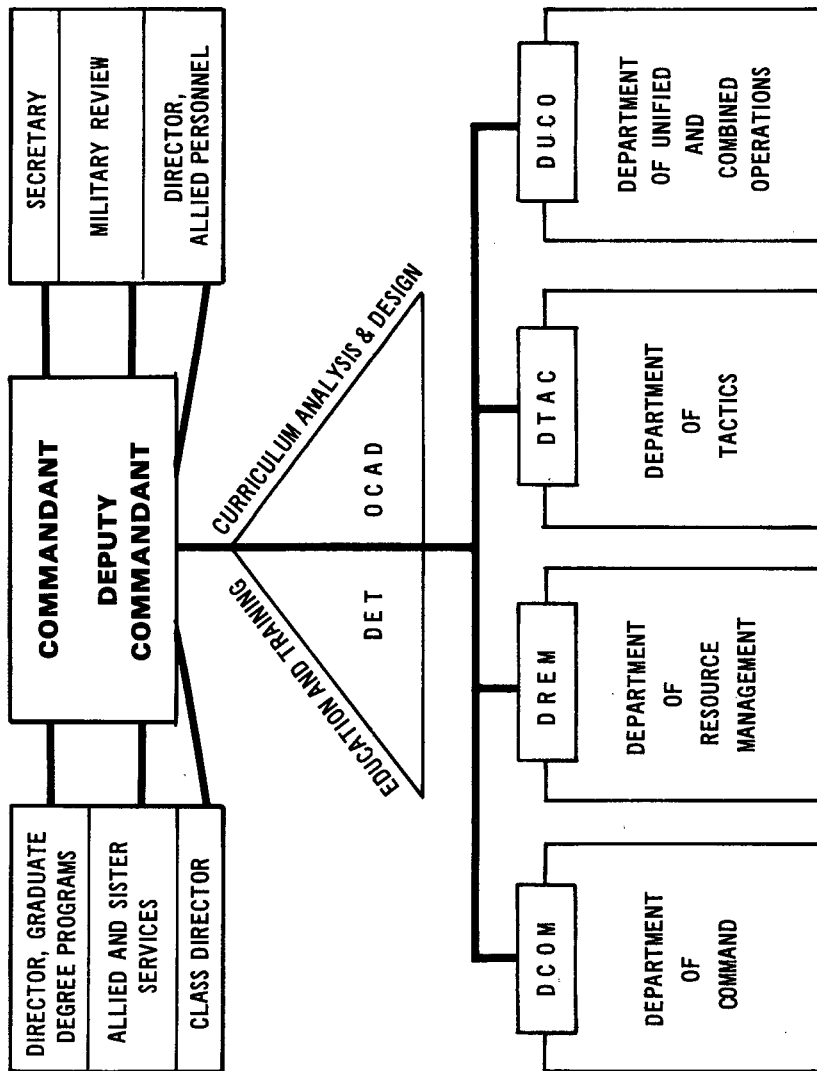 DIRECTOR, GRADUATE
DEGREE PROGRAMS
ALLIED AND SISTER
SERVICES
CLASS DIRECTOR
COMMANDANT
DEPUTY
COMMANDANT
SECRETARY
MILITARY REVIEW
DIRECTOR,
ALLIED PERSONNEL
EDUCATION AND TRAINING
CURRICULUM ANALYSIS & DESIGN
DET
OCAD
DCOM
DEPARTMENT
OF
COMMAND
DREM
DEPARTMENT
OF
RESOURCE
MANAGEMENT
DTAC
DEPARTMENT
OF
TACTICS
DUCO
DEPARTMENT
OF UNIFIED
AND
COMBINED
OPERATIONS